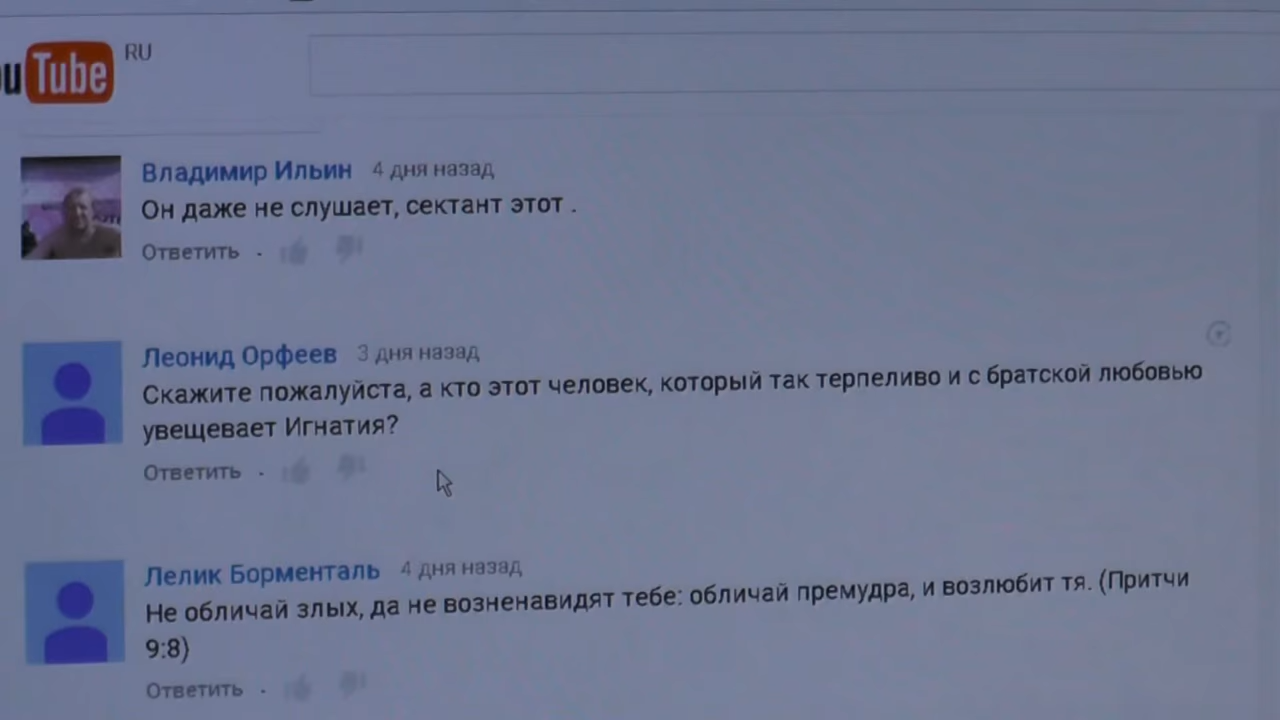 ou Tube RU
Владимир Ильин 4 дня назад
Он даже не слушает, сектант этот .
Ответить ·
Леонид Орфеев 3 дня назад
Скажите пожалуйста, а кто этот человек, который так терпеливо и с братской любовью
увещевает Игнатия?
Ответить ·
Лелик Борменталь 4 дня назад
Не обличай злых, да не возненавидят тебе: обличай премудра, и возлюбит тя. (Притчи
9:8)
Ответить ·